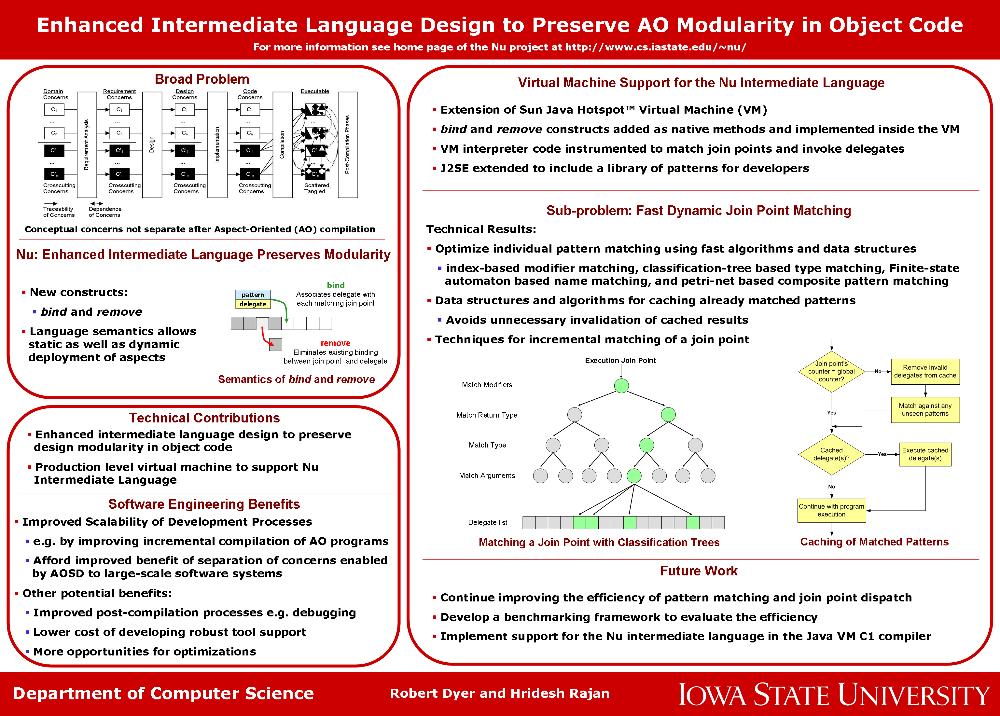 Enhanced Intermediate Language Design to Preserve AO Modularity in Object Code
For more information see home page of the Nu project at http://www.cs.iastate.edu/~nu/
Broad Problem
Domain
Concerns
Requirement
Concerns
Design
Concerns
Code
Concerns
Executable
C1
C1
C1
C1
...
...
...
...
...
Cn
Cn
Cn
Cn
C'1
C'1
C'1
C'1
C'1
...
...
...
...
...
C'n
C'n
C'n
C'n
C'n
Requirement Analysis
Design
Implementation
Compilation
Post-Compilation Phases
Crosscutting
Concerns
Crosscutting
Concerns
Crosscutting
Concerns
Crosscutting
Concerns
Scattered,
Tangled
Traceability
of Concerns
Dependence
of Concerns
Conceptual concerns not separate after Aspect-Oriented (AO) compilation
Nu: Enhanced Intermediate Language Preserves Modularity
▪ New constructs:
▪ bind and remove
▪ Language semantics allows
static as well as dynamic
deployment of aspects
pattern
delegate
bind
Associates delegate with
each matching join point
remove
Eliminates existing binding
between join point and delegate
Semantics of bind and remove
Technical Contributions
▪ Enhanced intermediate language design to preserve
design modularity in object code
▪ Production level virtual machine to support Nu
Intermediate Language
Software Engineering Benefits
▪ Improved Scalability of Development Processes
▪ e.g. by improving incremental compilation of AO programs
▪ Afford improved benefit of separation of concerns enabled
by AOSD to large-scale software systems
▪ Other potential benefits:
▪ Improved post-compilation processes e.g. debugging
▪ Lower cost of developing robust tool support
▪ More opportunities for optimizations
Virtual Machine Support for the Nu Intermediate Language
▪ Extension of Sun Java Hotspot™ Virtual Machine (VM)
▪ bind and remove constructs added as native methods and implemented inside the VM
▪ VM interpreter code instrumented to match join points and invoke delegates
▪ J2SE extended to include a library of patterns for developers
Sub-problem: Fast Dynamic Join Point Matching
Technical Results:
▪ Optimize individual pattern matching using fast algorithms and data structures
▪ index-based modifier matching, classification-tree based type matching, Finite-state
automaton based name matching, and petri-net based composite pattern matching
▪ Data structures and algorithms for caching already matched patterns
▪ Avoids unnecessary invalidation of cached results
▪ Techniques for incremental matching of a join point
Execution Join Point
Match Modifiers
Match Return Type
Match Type
Match Arguments
Delegate list
Matching a Join Point with Classification Trees
Join point's
counter = global
counter?
No
Remove invalid
delegates from cache
Match against any
unseen patterns
Yes
Cached
delegate(s)?
Yes
Execute cached
delegate(s)
No
Continue with program
execution
Caching of Matched Patterns
Future Work
▪ Continue improving the efficiency of pattern matching and join point dispatch
▪ Develop a benchmarking framework to evaluate the efficiency
▪ Implement support for the Nu intermediate language in the Java VM C1 compiler
Department of Computer Science
Robert Dyer and Hridesh Rajan
IOWA STATE UNIVERSITY